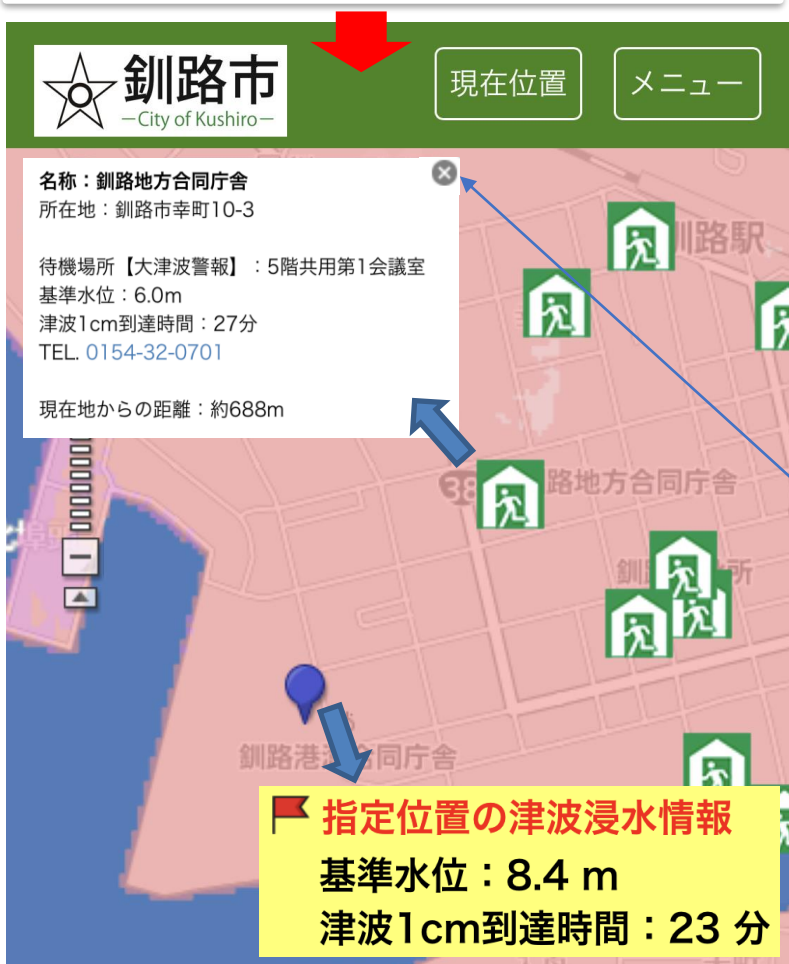 釧路市
City of Kushiro
現在位置
メニュー
名称：釧路地方合同庁舎
所在地：釧路市幸町10-3
待機場所【大津波警報】：5階共用第1会議室
基準水位：6.0m
津波1cm到達時間：27分
TEL. 0154-32-0701
現在地からの距離：約688m
釧路駅
38
路地方合同庁舎
釧
所
釧路港
合同庁舎
指定位置の津波浸水情報
基準水位：8.4 m
津波1cm到達時間：23 分